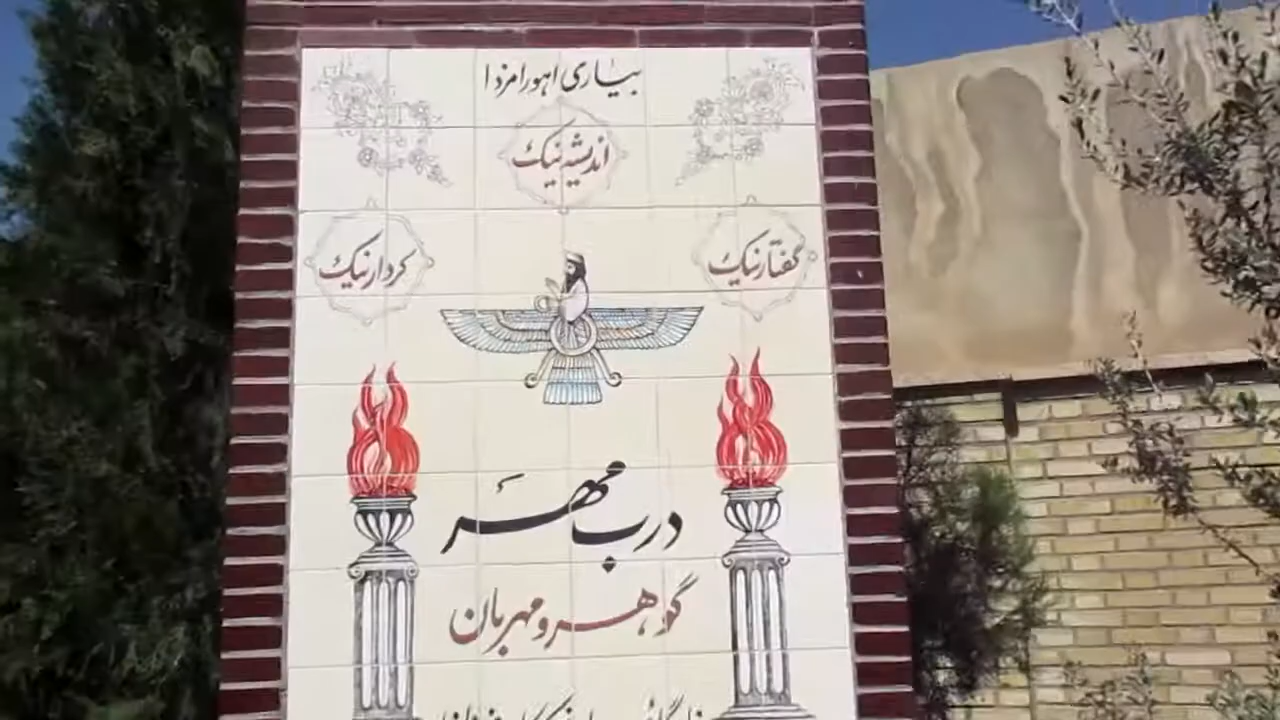 بیاری اهورامزدا
اندیشه نیک
گفتار نیک
کردار نیک
درب مهر
گوهر و مهربان